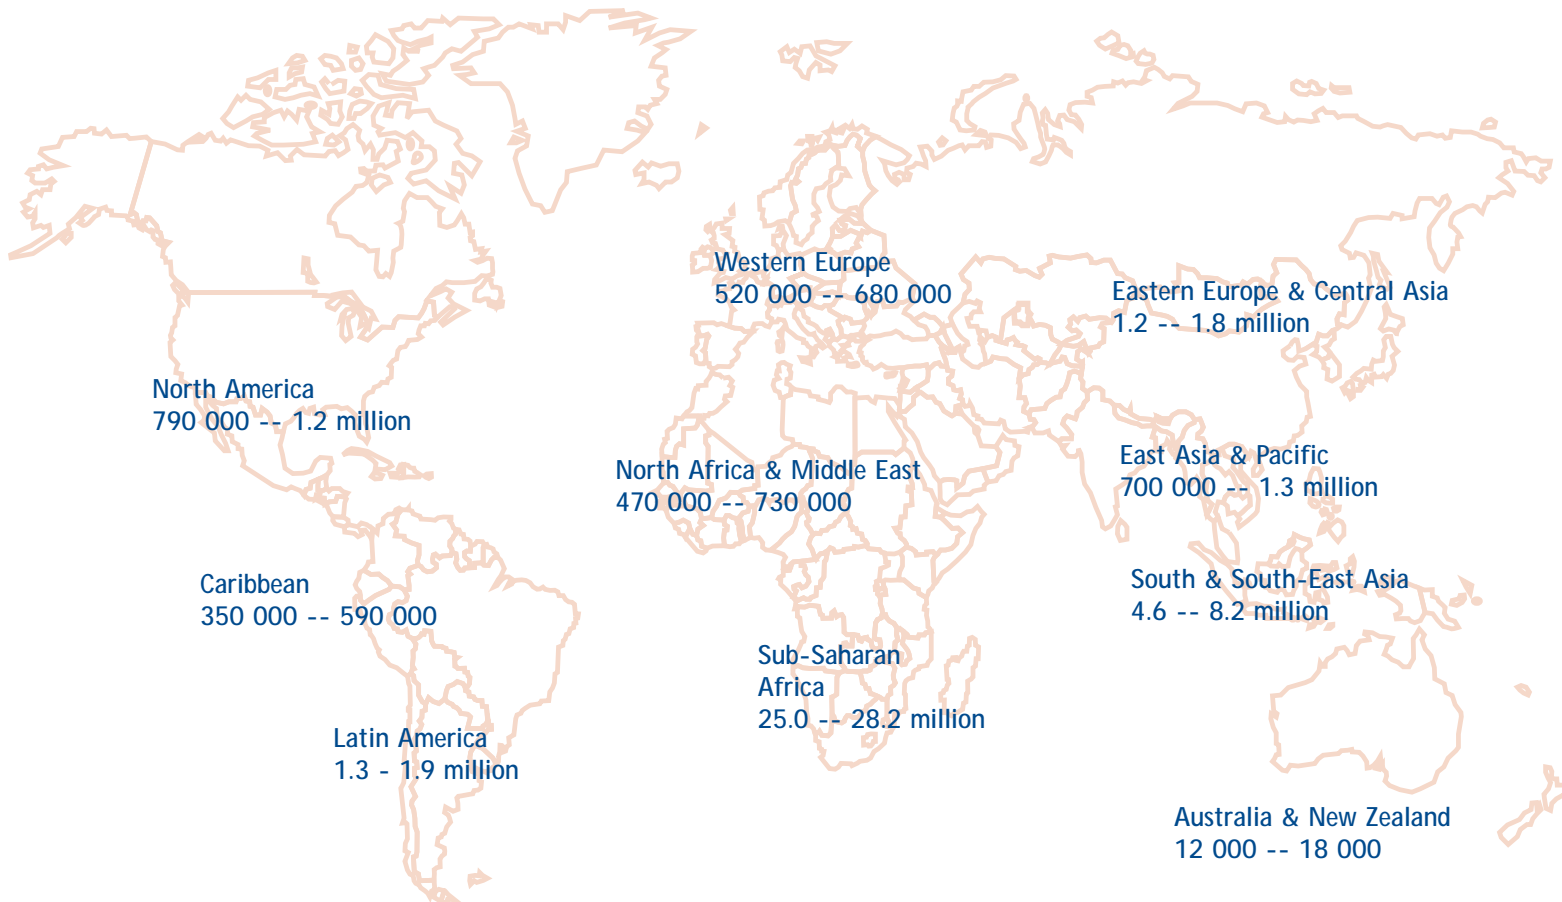 Western Europe
520 000 -- 680 000
Eastern Europe & Central Asia
1.2 -- 1.8 million
North America
790 000 -- 1.2 million
North Africa & Middle East
470 000 -- 730 000
East Asia & Pacific
700 000 -- 1.3 million
Caribbean
350 000 -- 590 000
South & South-East Asia
4.6 -- 8.2 million
Sub-Saharan
Africa
25.0 -- 28.2 million
Latin America
1.3 - 1.9 million
Australia & New Zealand
12 000 -- 18 000